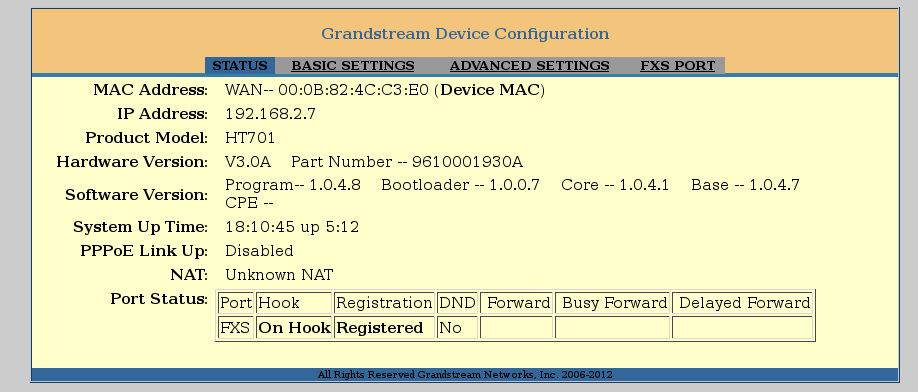 Grandstream Device Configuration
STATUS BASIC SETTINGS ADVANCED SETTINGS FXS PORT
MAC Address: WAN-- 00:0B:82:4C:C3:E0 (Device MAC)
IP Address: 192.168.2.7
Product Model: HT701
Hardware Version: V3.0A Part Number -- 9610001930A
Software Version: Program-- 1.0.4.8 Bootloader -- 1.0.0.7 Core -- 1.0.4.1 Base -- 1.0.4.7
CPE --
System Up Time: 18:10:45 up 5:12
PPPoE Link Up: Disabled
NAT: Unknown NAT
Port Status: Port Hook Registration DND Forward Busy Forward Delayed Forward
FXS On Hook Registered No
All Rights Reserved Grandstream Networks, Inc. 2006-2012